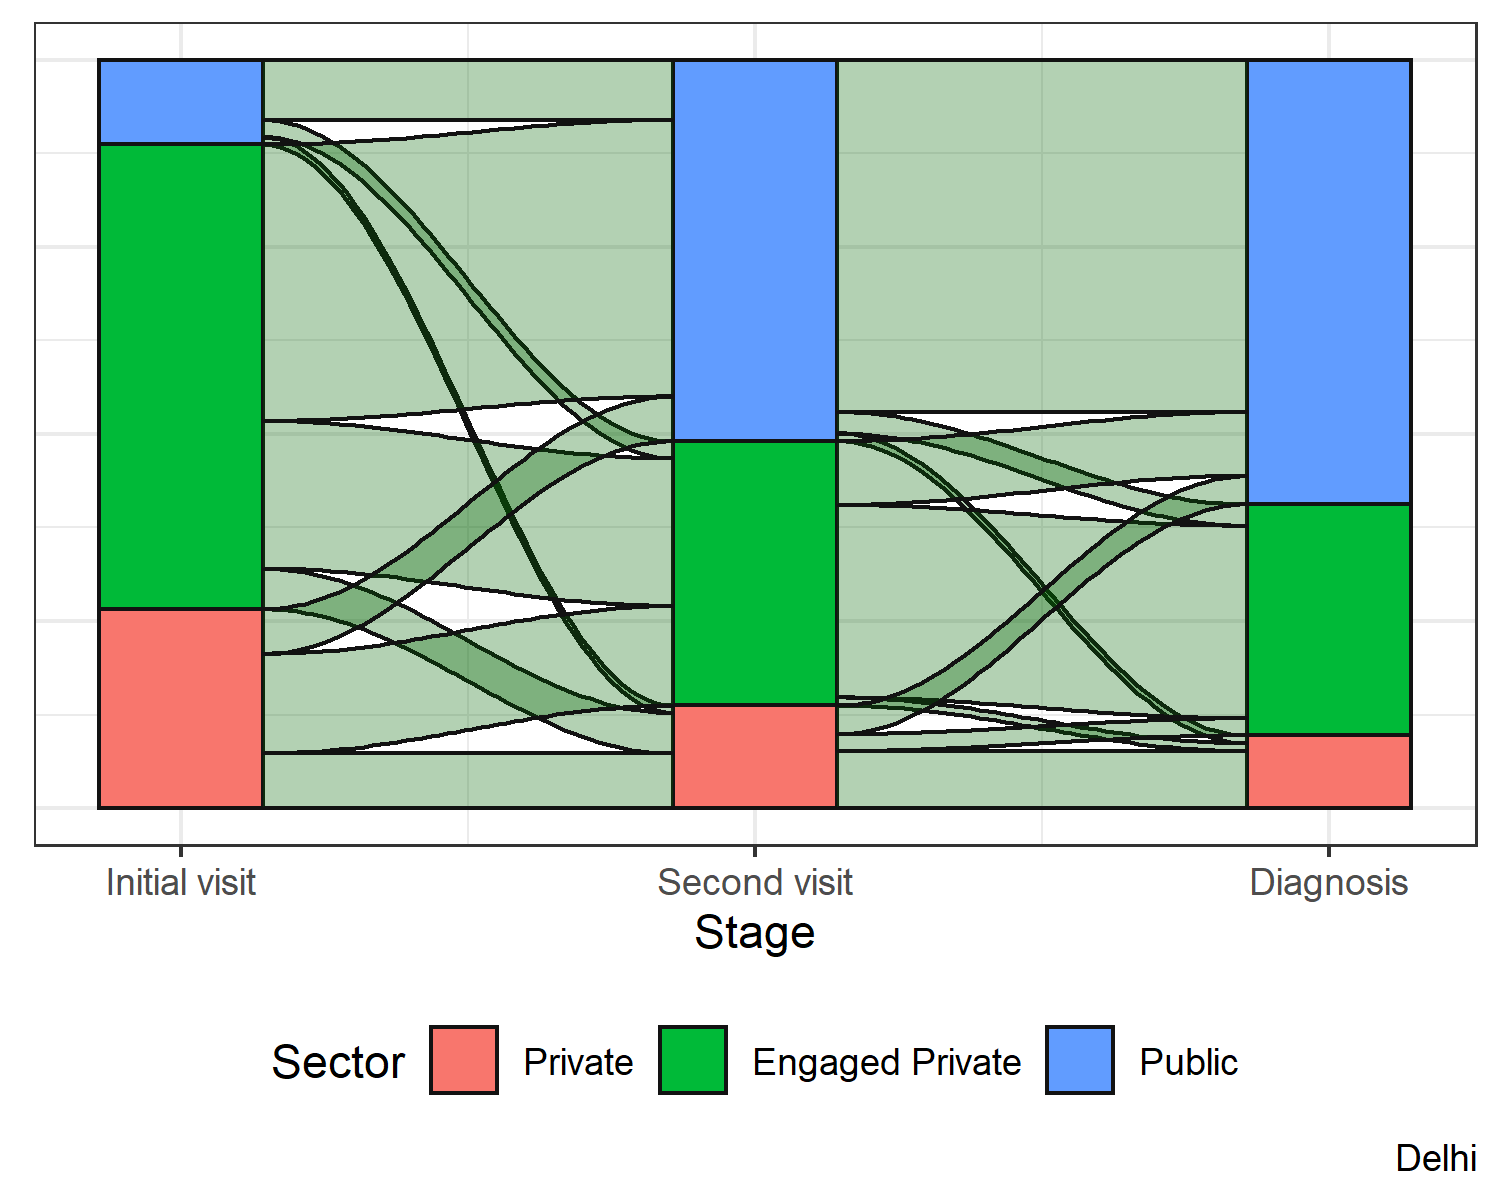 Initial visit Second visit Diagnosis
Stage
Sector Private Engaged Private Public
Delhi